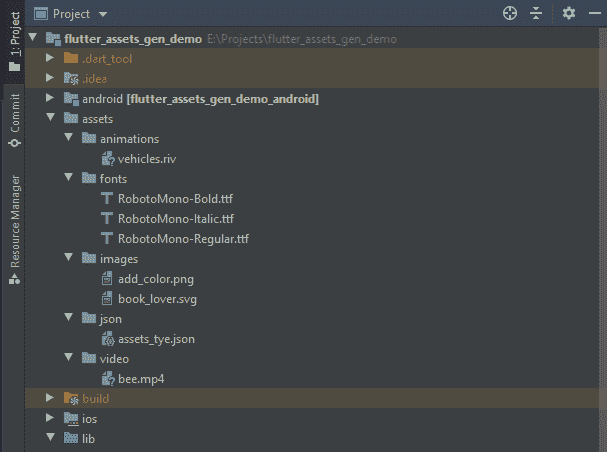 Project
flutter_assets_gen_demo E:\Projects\flutter_assets_gen_demo
.dart_tool
.idea
android [flutter_assets_gen_demo_android]
assets
animations
vehicles.riv
fonts
RobotoMono-Bold.ttf
RobotoMono-Italic.ttf
RobotoMono-Regular.ttf
images
add_color.png
book_lover.svg
json
assets_tye.json
video
bee.mp4
build
ios
lib
1: Project
Commit
Resource Manager